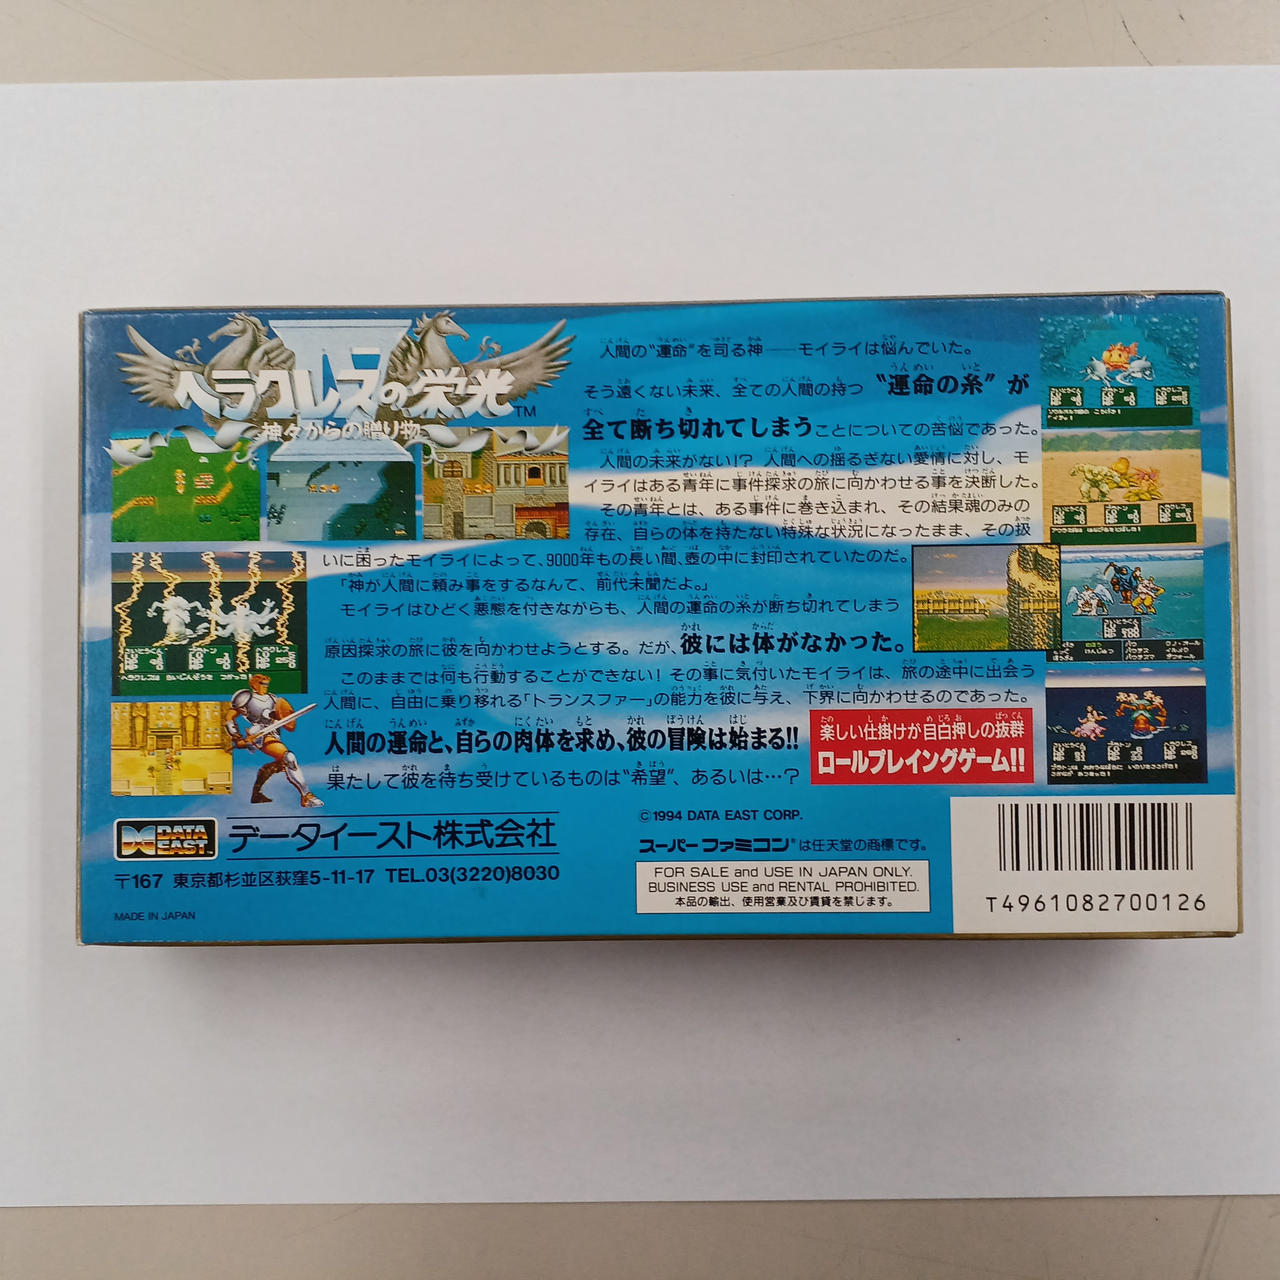 ヘラクレスの栄光™
神々からの贈り物
人間の“運命”を司る神――モイライは悩んでいた。
そう遠くない未来、全ての人間の持つ “運命の糸” が
全て断ち切れてしまうことについての苦悩であった。
人間の未来がない!? 人間への揺るぎない愛情に対し、モ
イライはある青年に事件探求の旅に向かわせる事を決断した。
その青年とは、ある事件に巻き込まれ、その結果魂のみの
存在、自らの体を持たない特殊な状況になったまま、その扱
いに困ったモイライによって、9000年もの長い間、壺の中に封印されていたのだ。
「神が人間に頼み事をするなんて、前代未聞だよ。」
モイライはひどく悪態を付きながらも、人間の運命の糸が断ち切れてしまう
原因探求の旅に彼を向かわせようとする。だが、彼には体がなかった。
このままでは何も行動することができない! その事に気付いたモイライは、旅の途中に出会う
人間に、自由に乗り移れる「トランスファー」の能力を彼に与え、下界に向かわせるのであった。
人間の運命と、自らの肉体を求め、彼の冒険は始まる!!
果たして彼を待ち受けているものは“希望”、あるいは…?
楽しい仕掛けが目白押しの抜群
ロールプレイングゲーム!!
DATA EAST
データイースト株式会社
〒167 東京都杉並区荻窪5-11-17 TEL.03(3220)8030
MADE IN JAPAN
©1994 DATA EAST CORP.
スーパーファミコン®は任天堂の商標です。
FOR SALE and USE IN JAPAN ONLY.
BUSINESS USE and RENTAL PROHIBITED.
本品の輸出、使用営業及び賃貸を禁じます。
T4961082700126